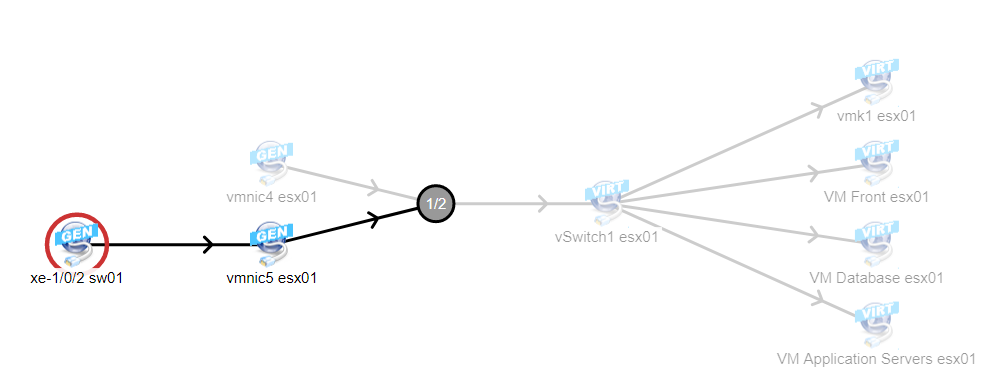 VIRT
vmk1 esx01
GEN
vmnic4 esx01
VIRT
VM Front esx01
1/2
VIRT
vSwitch1 esx01
GEN
xe-1/0/2 sw01
GEN
vmnic5 esx01
VIRT
VM Database esx01
VIRT
VM Application Servers esx01